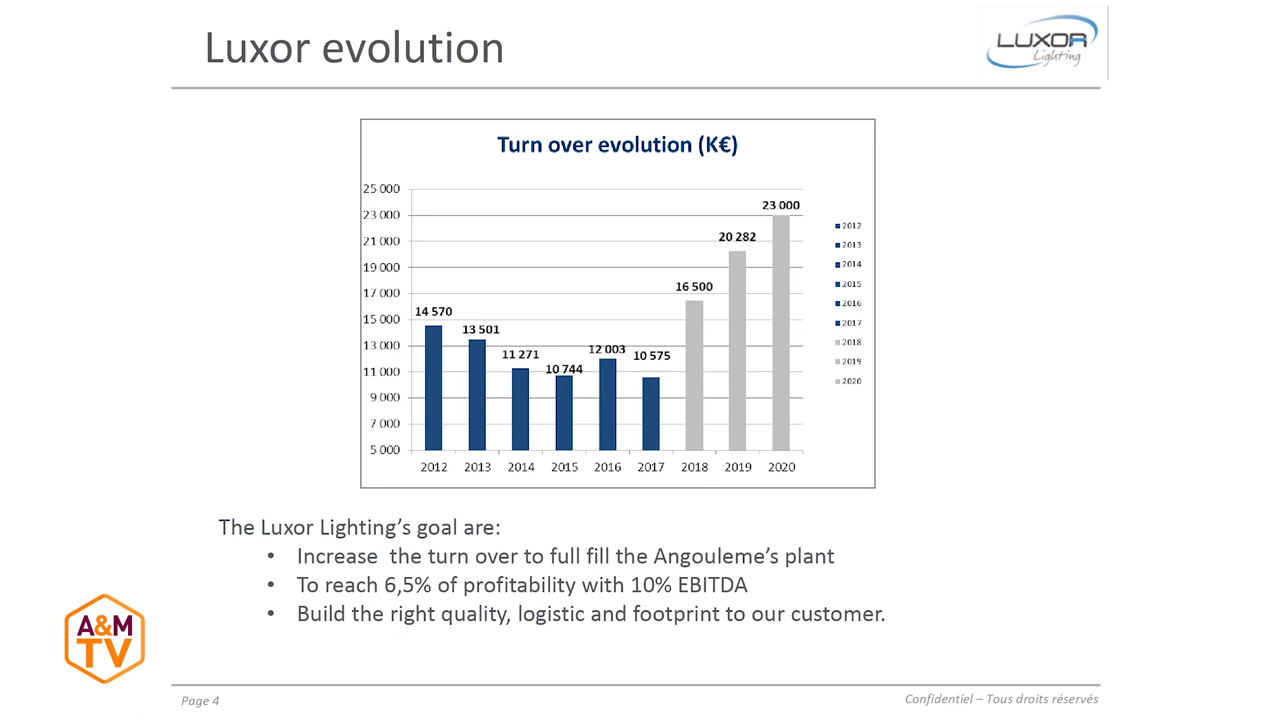 Luxor evolution
LUXOR
Lighting
Turn over evolution (K€)
25 000
23 000
21 000
19 000
17 000
15 000
13 000
11 000
9 000
7 000
5 000
14 570
13 501
11 271
10 744
12 003
10 575
16 500
20 282
23 000
2012 2013 2014 2015 2016 2017 2018 2019 2020
2012
2013
2014
2015
2016
2017
2018
2019
2020
The Luxor Lighting’s goal are:
• Increase  the turn over to full fill the Angouleme’s plant
• To reach 6,5% of profitability with 10% EBITDA
• Build the right quality, logistic and footprint to our customer.
A&M
TV
Page 4
Confidentiel – Tous droits réservés